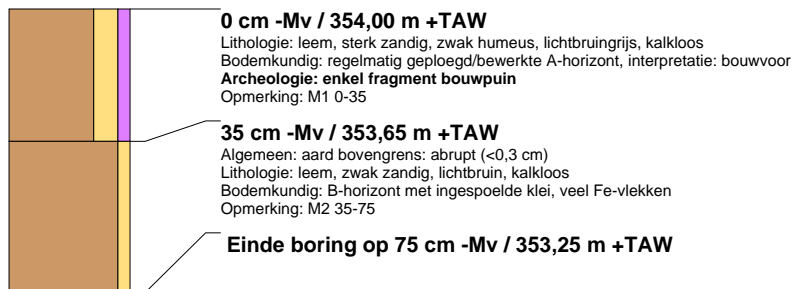 0 cm -Mv / 354,00 m +TAW
Lithologie: leem, sterk zandig, zwak humeus, lichtbruingrijs, kalkloos
Bodemkundig: regelmatig geploegd/bewerkte A-horizont, interpretatie: bouwvoor
Archeologie: enkel fragment bouwpuin
Opmerking: M1 0-35
35 cm -Mv / 353,65 m +TAW
Algemeen: aard bovengrens: abrupt (<0,3 cm)
Lithologie: leem, zwak zandig, lichtbruin, kalkloos
Bodemkundig: B-horizont met ingespoelde klei, veel Fe-vlekken
Opmerking: M2 35-75
Einde boring op 75 cm -Mv / 353,25 m +TAW